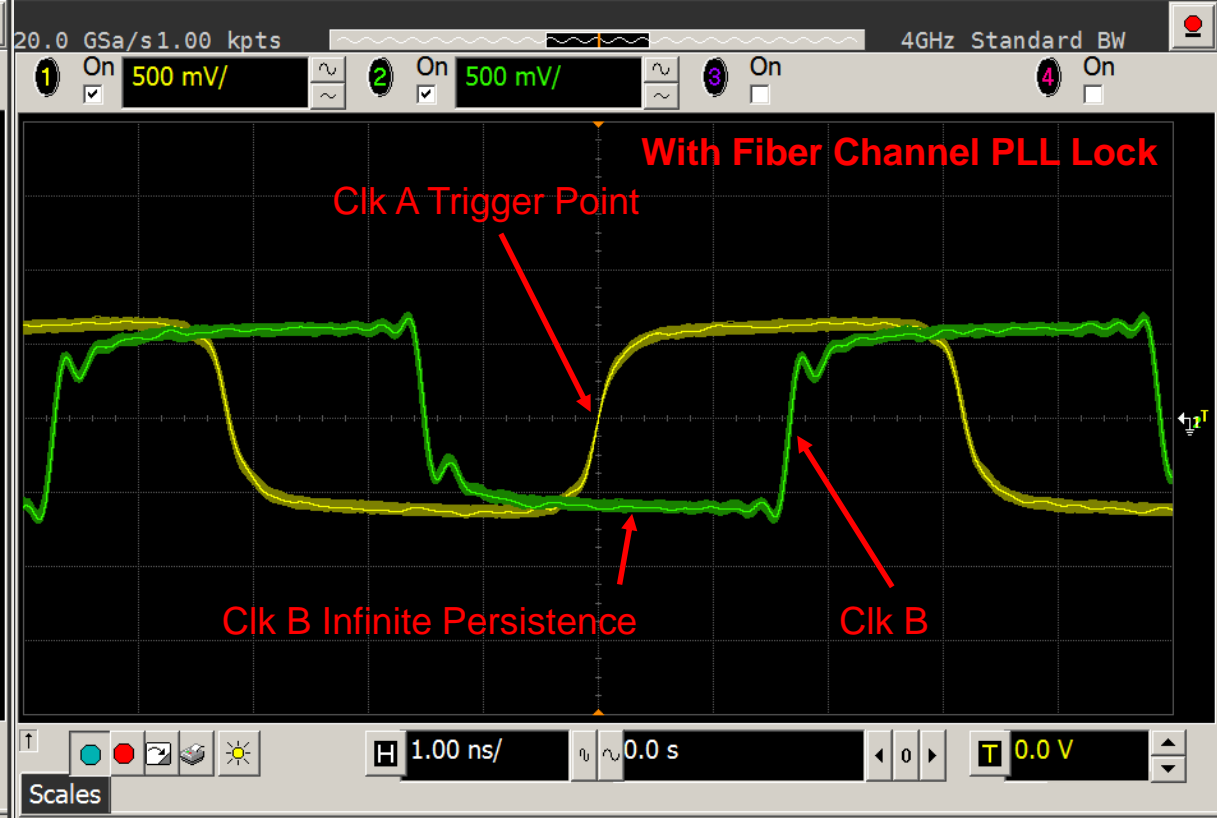 20.0 GSa/s 1.00 kpts 4GHz Standard BW
1 On 500 mV/ 2 On 500 mV/ 3 On 4 On
With Fiber Channel PLL Lock
Clk A Trigger Point
T
Clk B Infinite Persistence Clk B
H 1.00 ns/ 0.0 s 0 T 0.0 V
Scales